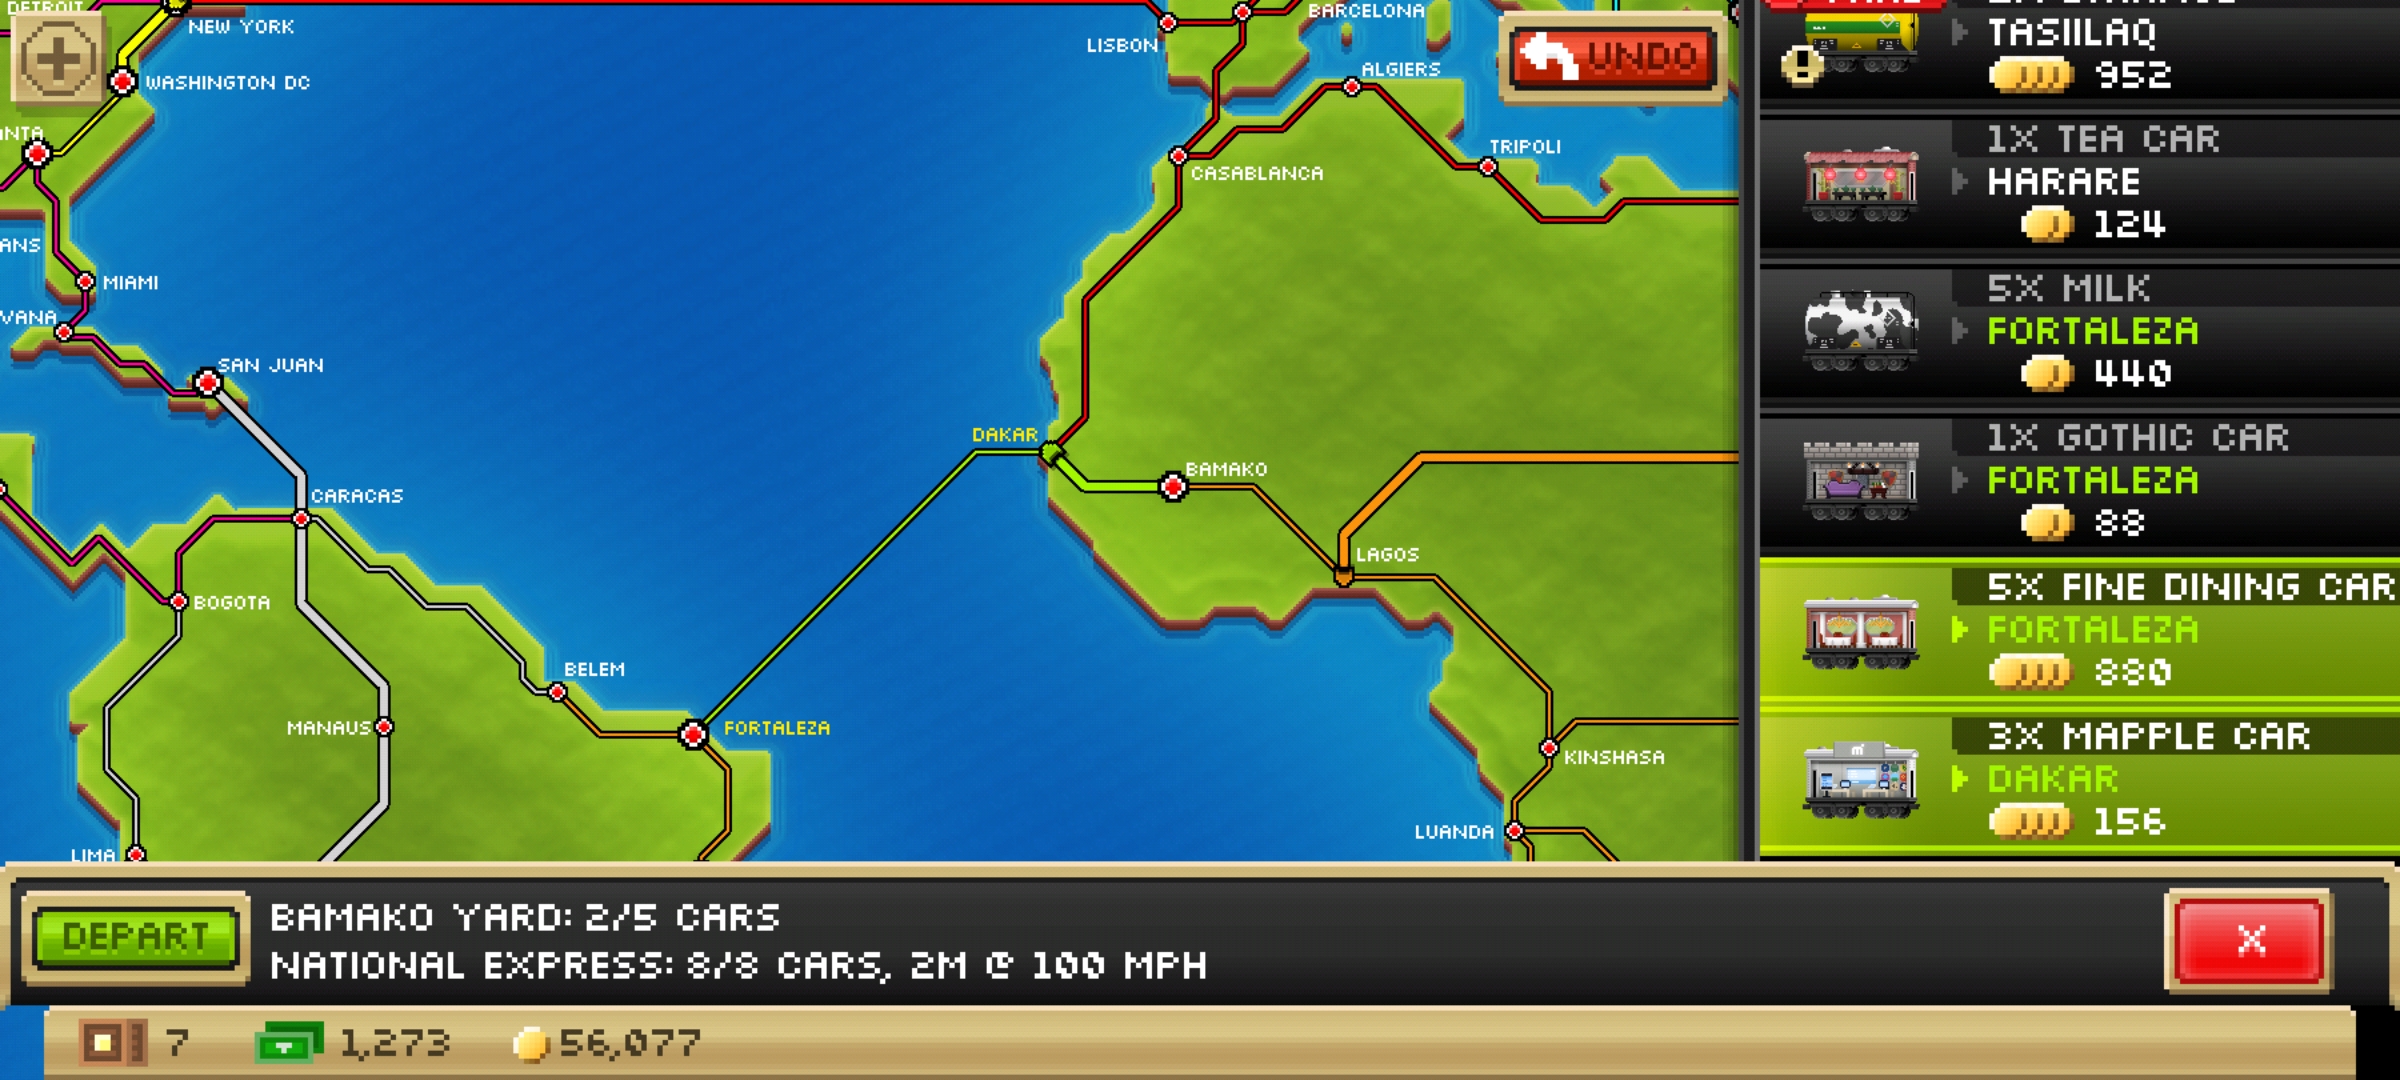 DETROIT
NEW YORK
WASHINGTON DC
ANTA
ANS
MIAMI
VANA
SAN JUAN
CARACAS
BOGOTA
BELEM
MANAUS
FORTALEZA
LIMA
LISBON
BARCELONA
ALGIERS
TRIPOLI
CASABLANCA
DAKAR
BAMAKO
LAGOS
KINSHASA
LUANDA
UNDO
TASIILAQ
952
1X TEA CAR
HARARE
124
5X MILK
FORTALEZA
440
1X GOTHIC CAR
FORTALEZA
88
5X FINE DINING CAR
FORTALEZA
880
3X MAPPLE CAR
DAKAR
156
DEPART
BAMAKO YARD: 2/5 CARS
NATIONAL EXPRESS: 8/8 CARS, 2M @ 100 MPH
X
7
1,273
56,077